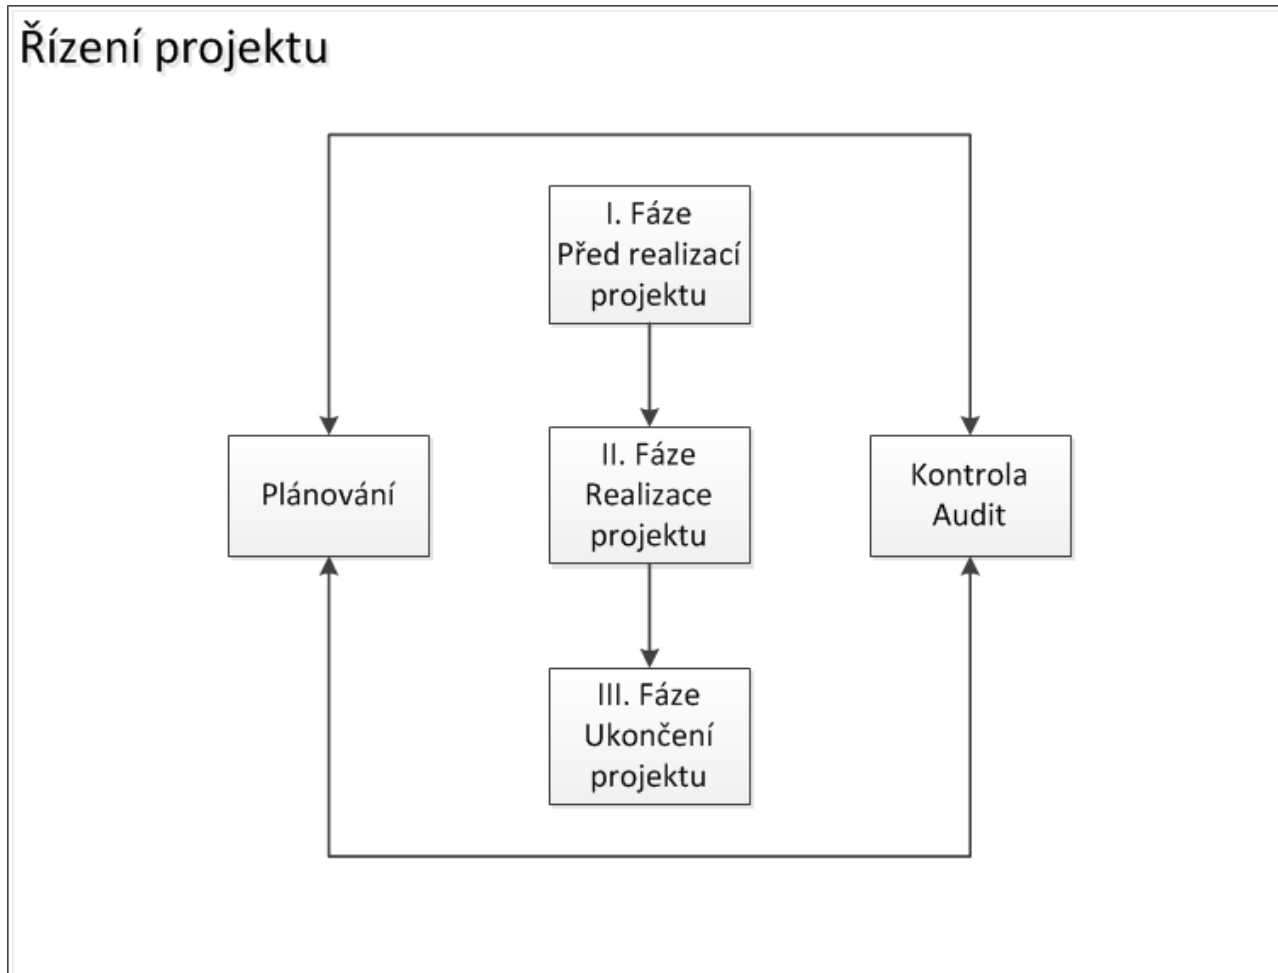 Řízení projektu
I. Fáze
Před realizací
projektu
Plánování
II. Fáze
Realizace
projektu
Kontrola
Audit
III. Fáze
Ukončení
projektu